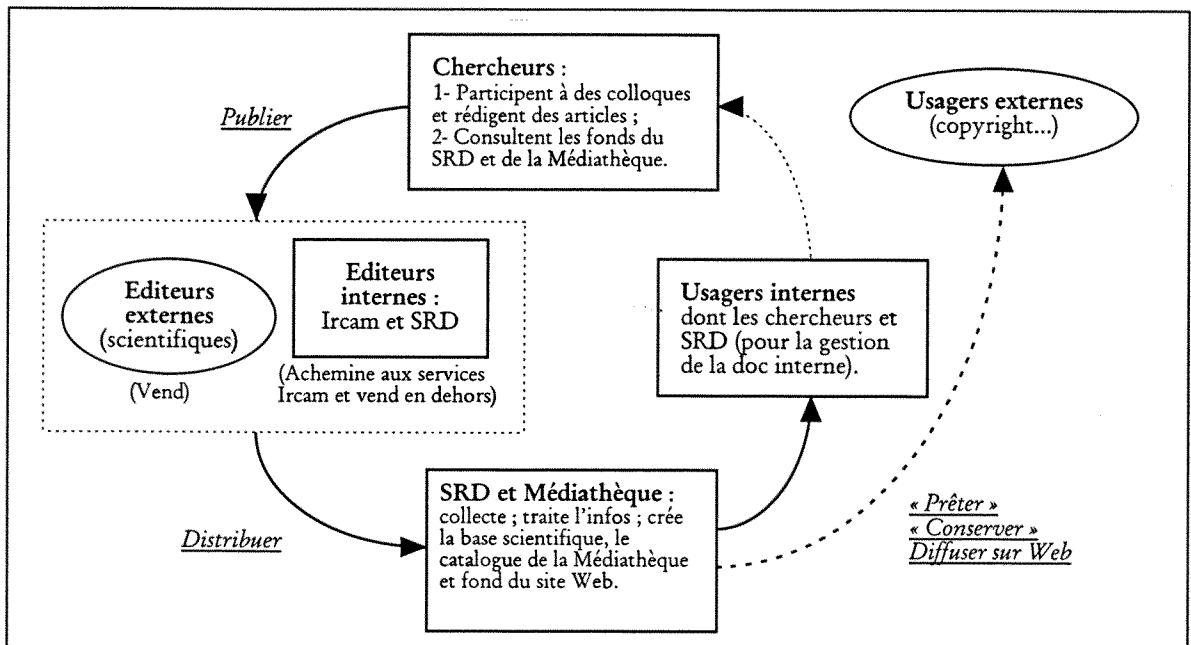 Chercheurs :
1- Participent à des colloques
et rédigent des articles ;
2- Consultent les fonds du
SRD et de la Médiathèque.
Usagers externes
(copyright...)
Publier
Editeurs
externes
(scientifiques)
(Vend)
Editeurs
internes :
Ircam et SRD
(Achemine aux services
Ircam et vend en dehors)
Usagers internes
dont les chercheurs et
SRD (pour la gestion
de la doc interne).
SRD et Médiathèque :
collecte ; traite l'infos ; crée
la base scientifique, le
catalogue de la Médiathèque
et fond du site Web.
Distribuer
« Prêter »
« Conserver »
Diffuser sur Web